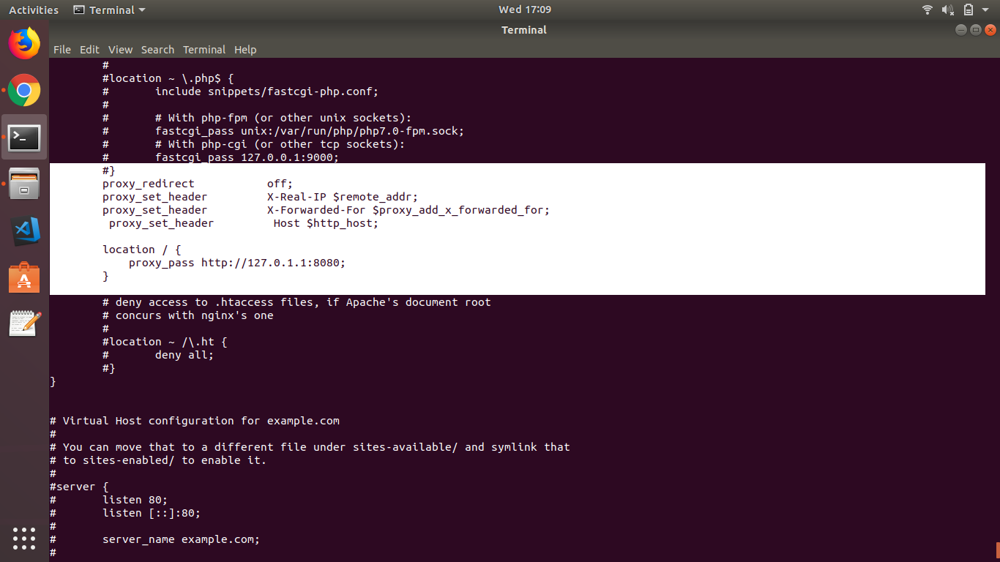 Activities Terminal Wed 17:09
Terminal
File Edit View Search Terminal Help
        #
        #location ~ \.php$ {
        #       include snippets/fastcgi-php.conf;
        #
        #       # With php-fpm (or other unix sockets):
        #       fastcgi_pass unix:/var/run/php/php7.0-fpm.sock;
        #       # With php-cgi (or other tcp sockets):
        #       fastcgi_pass 127.0.0.1:9000;
        #}
        proxy_redirect           off;
        proxy_set_header         X-Real-IP $remote_addr;
        proxy_set_header         X-Forwarded-For $proxy_add_x_forwarded_for;
         proxy_set_header         Host $http_host;

        location / {
            proxy_pass http://127.0.1.1:8080;
        }

        # deny access to .htaccess files, if Apache's document root
        # concurs with nginx's one
        #
        #location ~ /\.ht {
        #       deny all;
        #}
}


# Virtual Host configuration for example.com
#
# You can move that to a different file under sites-available/ and symlink that
# to sites-enabled/ to enable it.
#
#server {
#       listen 80;
#       listen [::]:80;
#
#       server_name example.com;
#